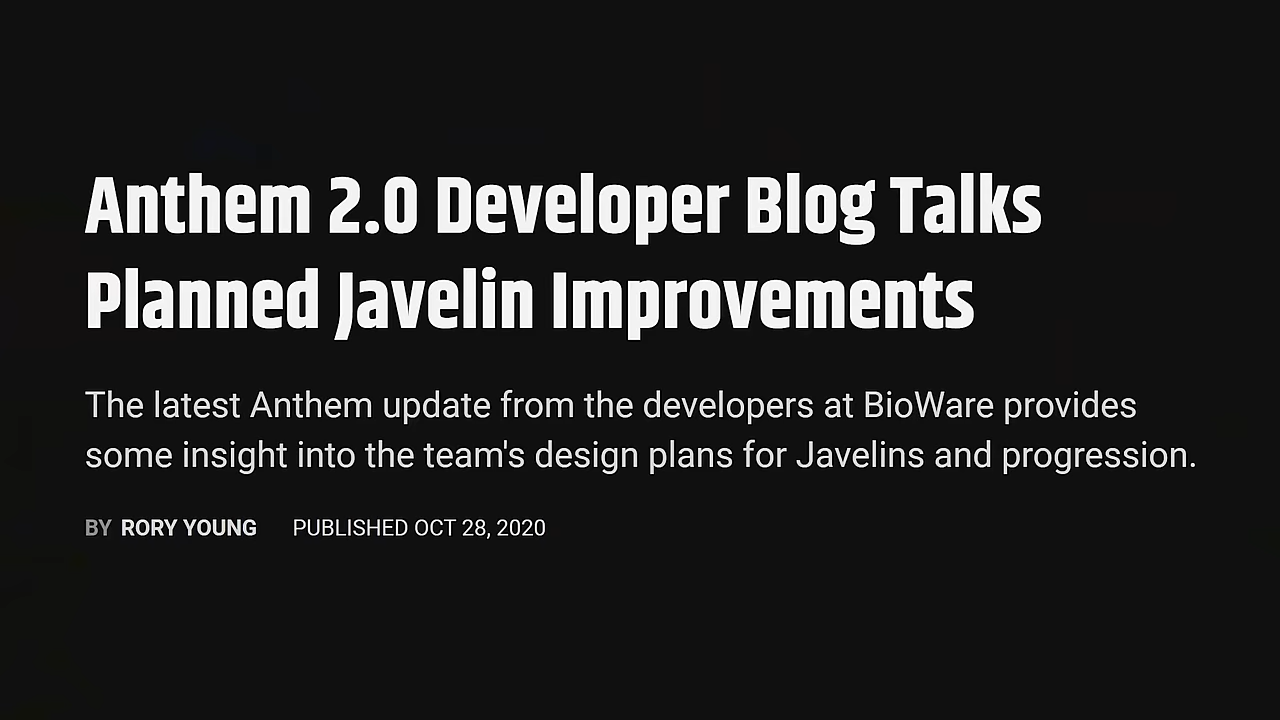 Anthem 2.0 Developer Blog Talks
Planned Javelin Improvements
The latest Anthem update from the developers at BioWare provides
some insight into the team's design plans for Javelins and progression.
BY RORY YOUNG PUBLISHED OCT 28, 2020